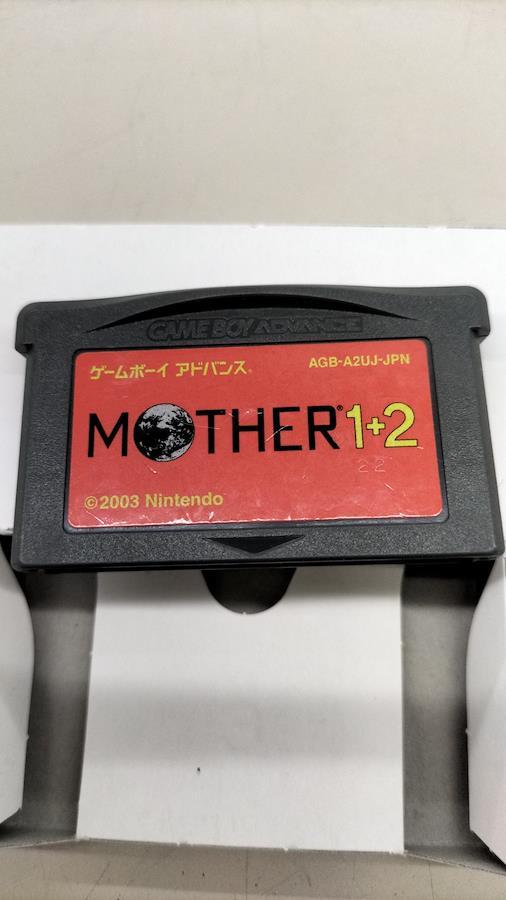 GAME BOY ADVANCE
ゲームボーイ アドバンス® AGB-A2UJ-JPN
MOTHER® 1+2
22
©2003 Nintendo